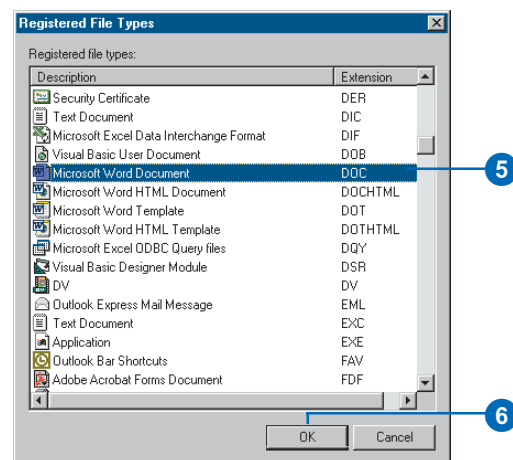 Registered File Types
Registered file types:
Description Extension
Security Certificate DER
Text Document DIC
Microsoft Excel Data Interchange Format DIF
Visual Basic User Document DOB
Microsoft Word Document DOC
5
Microsoft Word HTML Document DOCHTML
Microsoft Word Template DOT
Microsoft Word HTML Template DOTHTML
Microsoft Excel ODBC Query files DQY
Visual Basic Designer Module DSR
DV DV
Outlook Express Mail Message EML
Text Document EXC
Application EXE
Outlook Bar Shortcuts FAV
Adobe Acrobat Forms Document FDF
6
OK Cancel